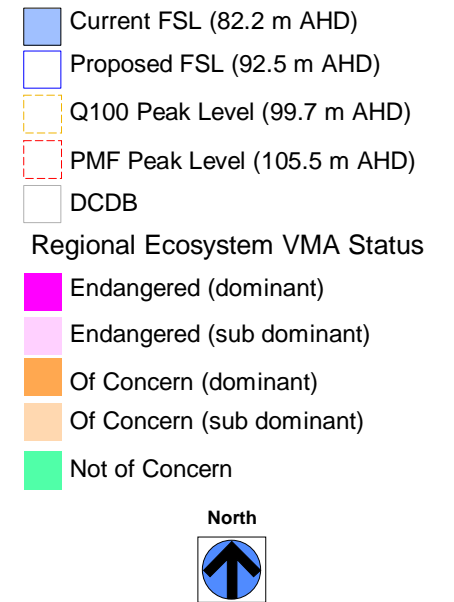 Current FSL (82.2 m AHD)
Proposed FSL (92.5 m AHD)
Q100 Peak Level (99.7 m AHD)
PMF Peak Level (105.5 m AHD)
DCDB
Regional Ecosystem VMA Status
Endangered (dominant)
Endangered (sub dominant)
Of Concern (dominant)
Of Concern (sub dominant)
Not of Concern
North